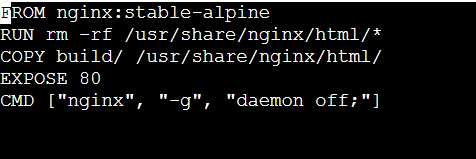 FROM nginx:stable-alpine
RUN rm -rf /usr/share/nginx/html/*
COPY build/ /usr/share/nginx/html/
EXPOSE 80
CMD ["nginx", "-g", "daemon off;"]